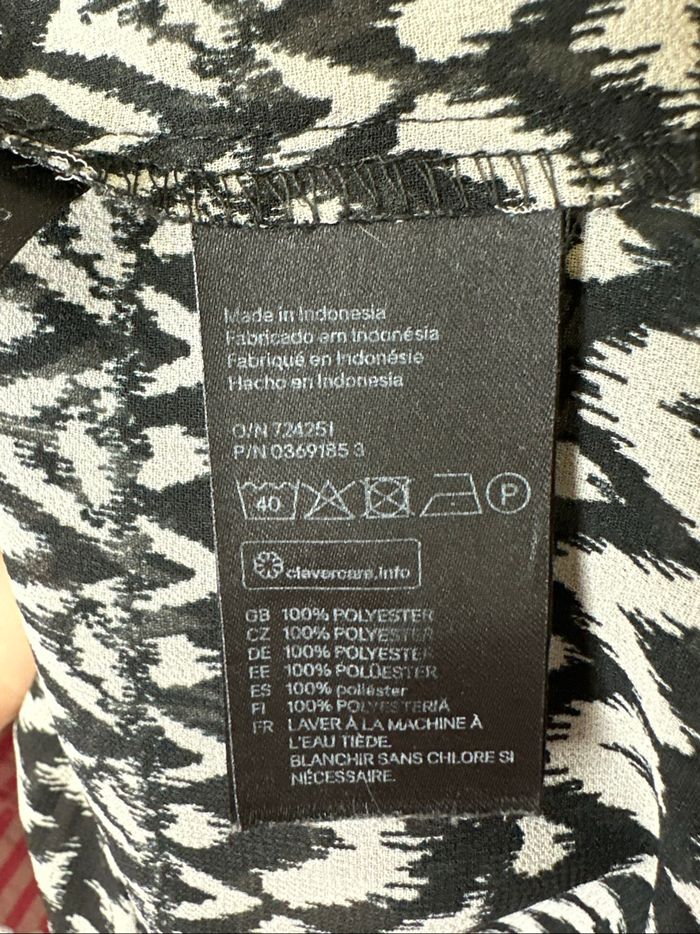 Made in Indonesia
Fabricado em Indonésia
Fabriqué en Indonésie
Hecho en Indonesia
O/N 724251
P/N 0369185 3
40 P
clevercare.info
GB 100% POLYESTER
CZ 100% POLYESTER
DE 100% POLYESTER
EE 100% POLÜESTER
ES 100% poliéster
FI 100% POLYESTERIÄ
FR LAVER À LA MACHINE À
L'EAU TIÈDE.
BLANCHIR SANS CHLORE SI
NÉCESSAIRE.